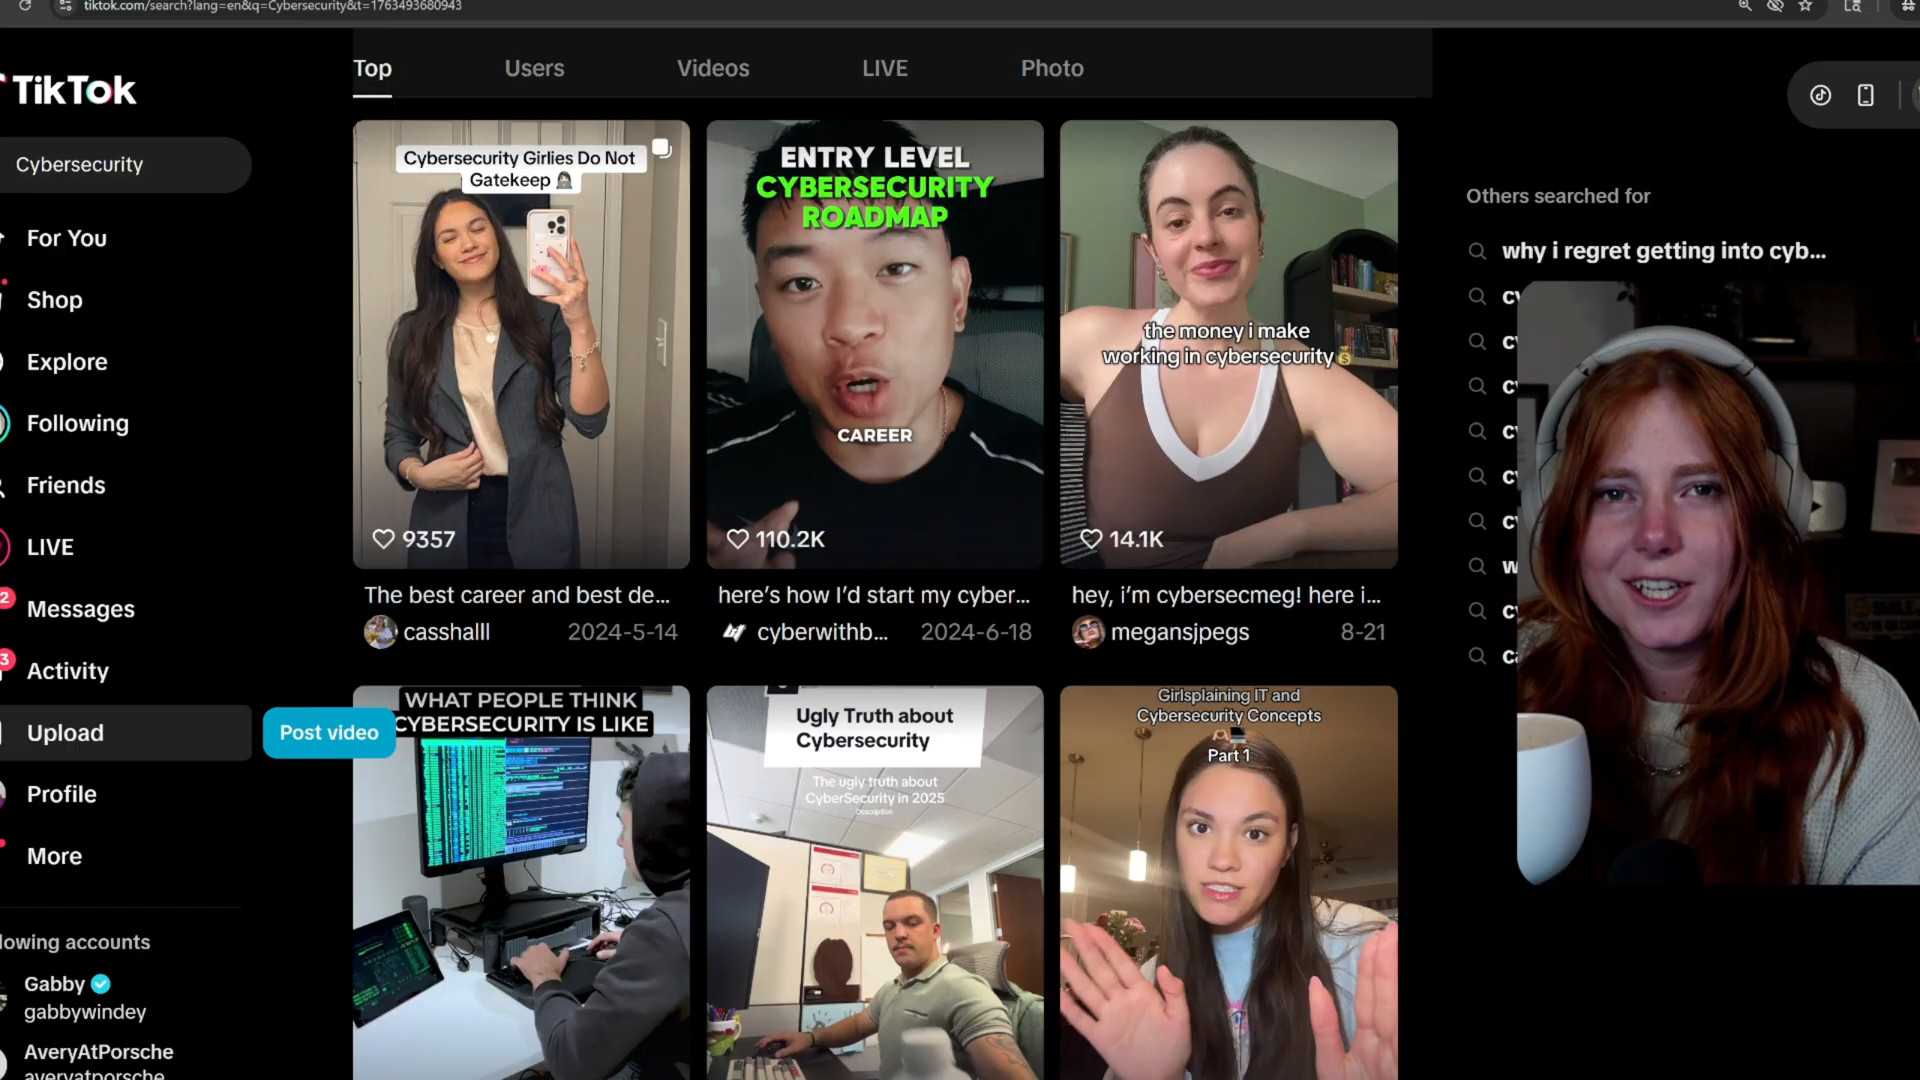 tiktok.com/search?lang=en&q=Cybersecurity&t=1763493680943
TikTok
Cybersecurity
For You
Shop
Explore
Following
Friends
LIVE
2
Messages
3
Activity
Upload
Post video
Profile
More
lowing accounts
Gabby
gabbywindey
AveryAtPorsche
averyatporsche
Top
Users
Videos
LIVE
Photo
Cybersecurity Girlies Do Not
Gatekeep
9357
The best career and best de...
casshalll
2024-5-14
ENTRY LEVEL
CYBERSECURITY
ROADMAP
CAREER
110.2K
here's how I'd start my cyber...
cyberwithb...
2024-6-18
the money i make
working in cybersecurity
14.1K
hey, i'm cybersecmeg! here i...
megansjpegs
8-21
WHAT PEOPLE THINK
CYBERSECURITY IS LIKE
Ugly Truth about
Cybersecurity
The ugly truth about
CyberSecurity in 2025
Description
Girlsplaining IT and
Cybersecurity Concepts
Part 1
Others searched for
why i regret getting into cyb...